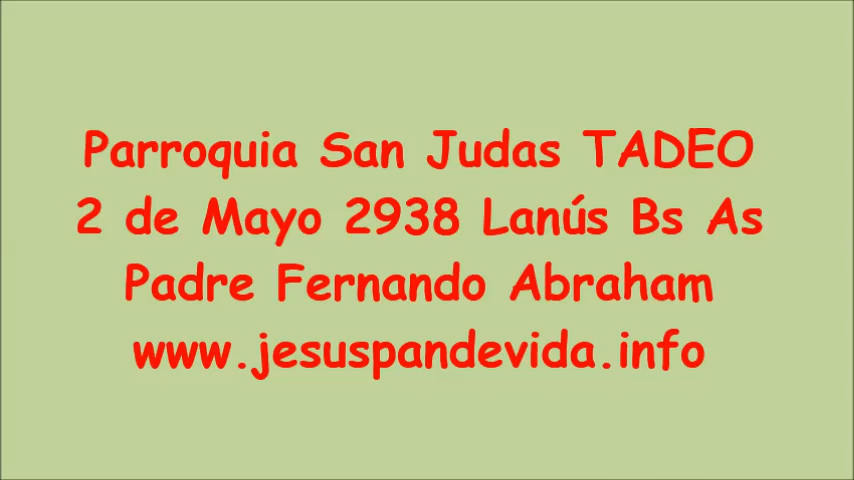 Parroquia San Judas TADEO
2 de Mayo 2938 Lanús Bs As
Padre Fernando Abraham
www.jesuspandevida.info